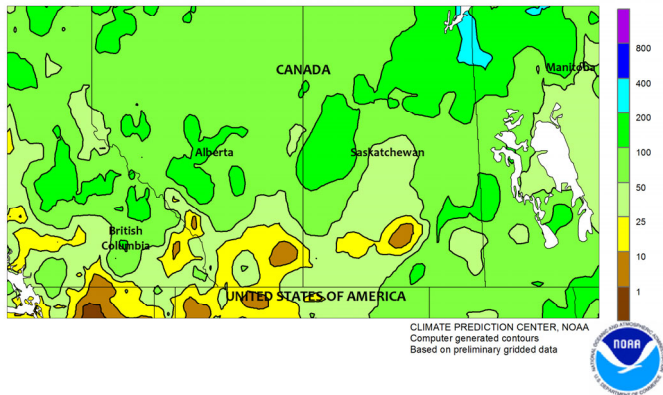 CANADA
Manitoba
Alberta
Saskatchewan
British
Columbia
UNITED STATES OF AMERICA
800
400
200
100
50
25
10
1
CLIMATE PREDICTION CENTER, NOAA
Computer generated contours
Based on preliminary gridded data
NOAA